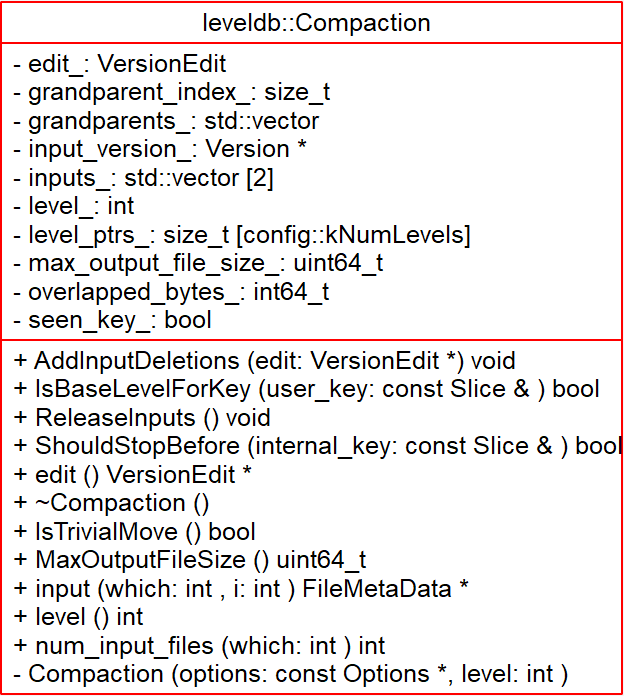 leveldb::Compaction
- edit_: VersionEdit
- grandparent_index_: size_t
- grandparents_: std::vector
- input_version_: Version *
- inputs_: std::vector [2]
- level_: int
- level_ptrs_: size_t [config::kNumLevels]
- max_output_file_size_: uint64_t
- overlapped_bytes_: int64_t
- seen_key_: bool
+ AddInputDeletions (edit: VersionEdit *) void
+ IsBaseLevelForKey (user_key: const Slice & ) bool
+ ReleaseInputs () void
+ ShouldStopBefore (internal_key: const Slice & ) bool
+ edit () VersionEdit *
+ ~Compaction ()
+ IsTrivialMove () bool
+ MaxOutputFileSize () uint64_t
+ input (which: int , i: int ) FileMetaData *
+ level () int
+ num_input_files (which: int ) int
- Compaction (options: const Options *, level: int )